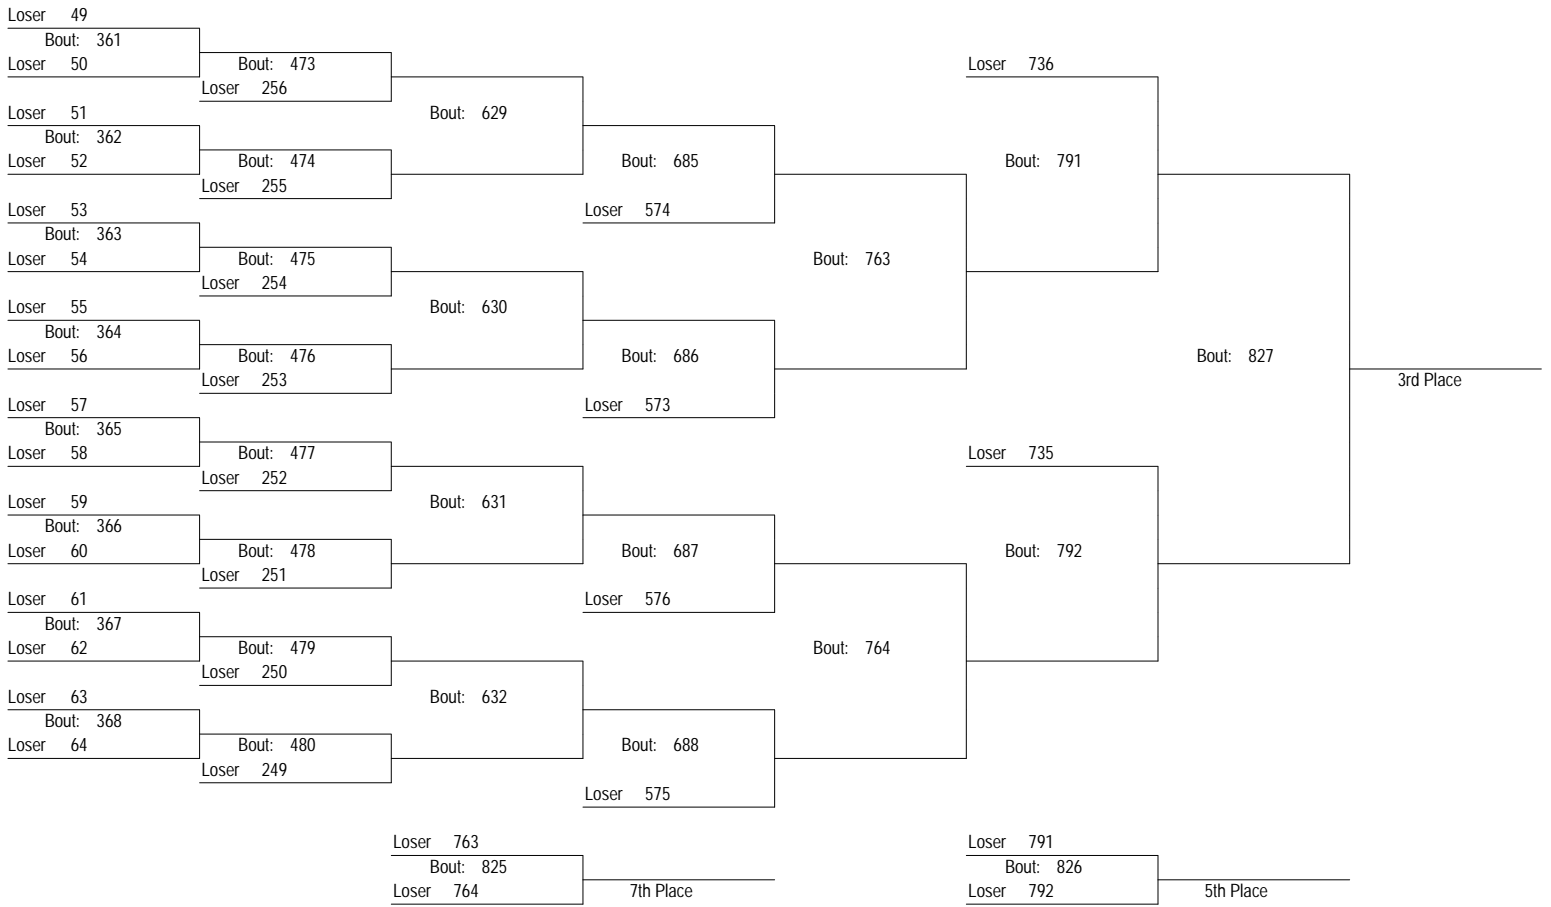 Loser 49
Bout: 361
Loser 50
Bout: 473
Loser 256
Loser 51
Bout: 362
Loser 52
Bout: 474
Loser 255
Loser 53
Bout: 363
Loser 54
Bout: 475
Loser 254
Loser 55
Bout: 364
Loser 56
Bout: 476
Loser 253
Loser 57
Bout: 365
Loser 58
Bout: 477
Loser 252
Loser 59
Bout: 366
Loser 60
Bout: 478
Loser 251
Loser 61
Bout: 367
Loser 62
Bout: 479
Loser 250
Loser 63
Bout: 368
Loser 64
Bout: 480
Loser 249
Bout: 629
Bout: 630
Bout: 631
Bout: 632
Bout: 685
Loser 574
Bout: 686
Loser 573
Bout: 687
Loser 576
Bout: 688
Loser 575
Bout: 763
Bout: 764
Loser 736
Bout: 791
Loser 735
Bout: 792
Bout: 827
3rd Place
Loser 763
Bout: 825
Loser 764
7th Place
Loser 791
Bout: 826
Loser 792
5th Place